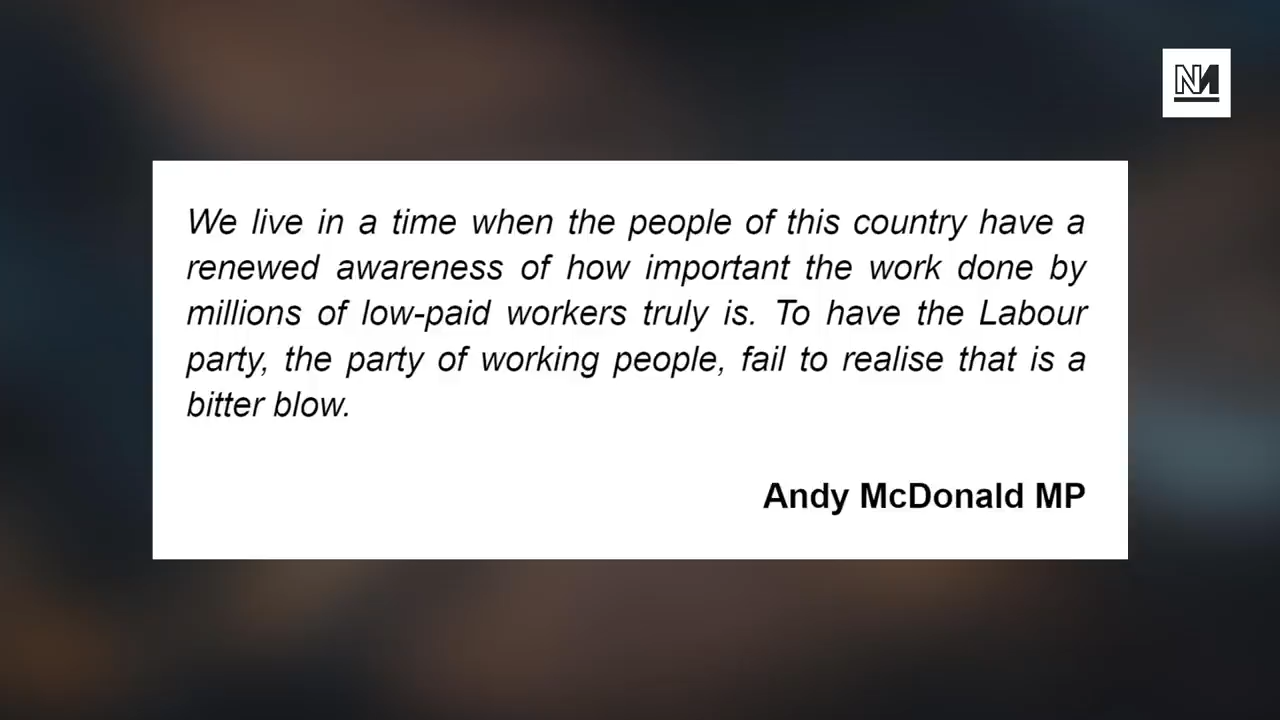 NM
We live in a time when the people of this country have a
renewed awareness of how important the work done by
millions of low-paid workers truly is. To have the Labour
party, the party of working people, fail to realise that is a
bitter blow.
Andy McDonald MP